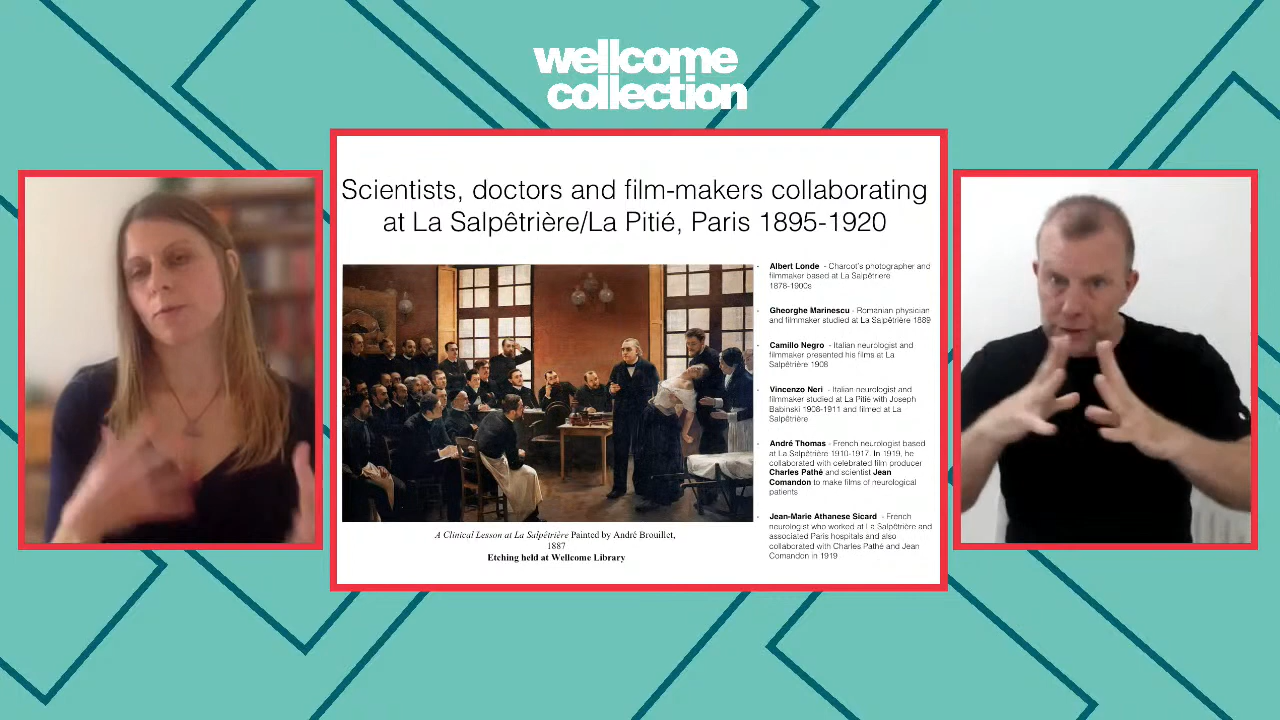 wellcome
collection
Scientists, doctors and film-makers collaborating
at La Salpêtrière/La Pitié, Paris 1895-1920
- Albert Londe - Charcot's photographer and
filmmaker based at La Salpêtrière
1878-1900s
- Gheorghe Marinescu - Romanian physician
and filmmaker studied at La Salpêtrière 1889
- Camillo Negro - Italian neurologist and
filmmaker presented his films at La
Salpêtrière 1908
- Vincenzo Neri - Italian neurologist and
filmmaker studied at La Pitié with Joseph
Babinski 1908-1911 and filmed at La
Salpêtrière
- André Thomas - French neurologist based
at La Salpêtrière 1910-1917. In 1919, he
collaborated with celebrated film producer
Charles Pathé and scientist Jean
Comandon to make films of neurological
patients
- Jean-Marie Athanese Sicard - French
neurologist who worked at La Salpêtrière and
associated Paris hospitals and also
collaborated with Charles Pathé and Jean
Comandon in 1919
A Clinical Lesson at La Salpêtrière Painted by André Brouillet,
1887
Etching held at Wellcome Library